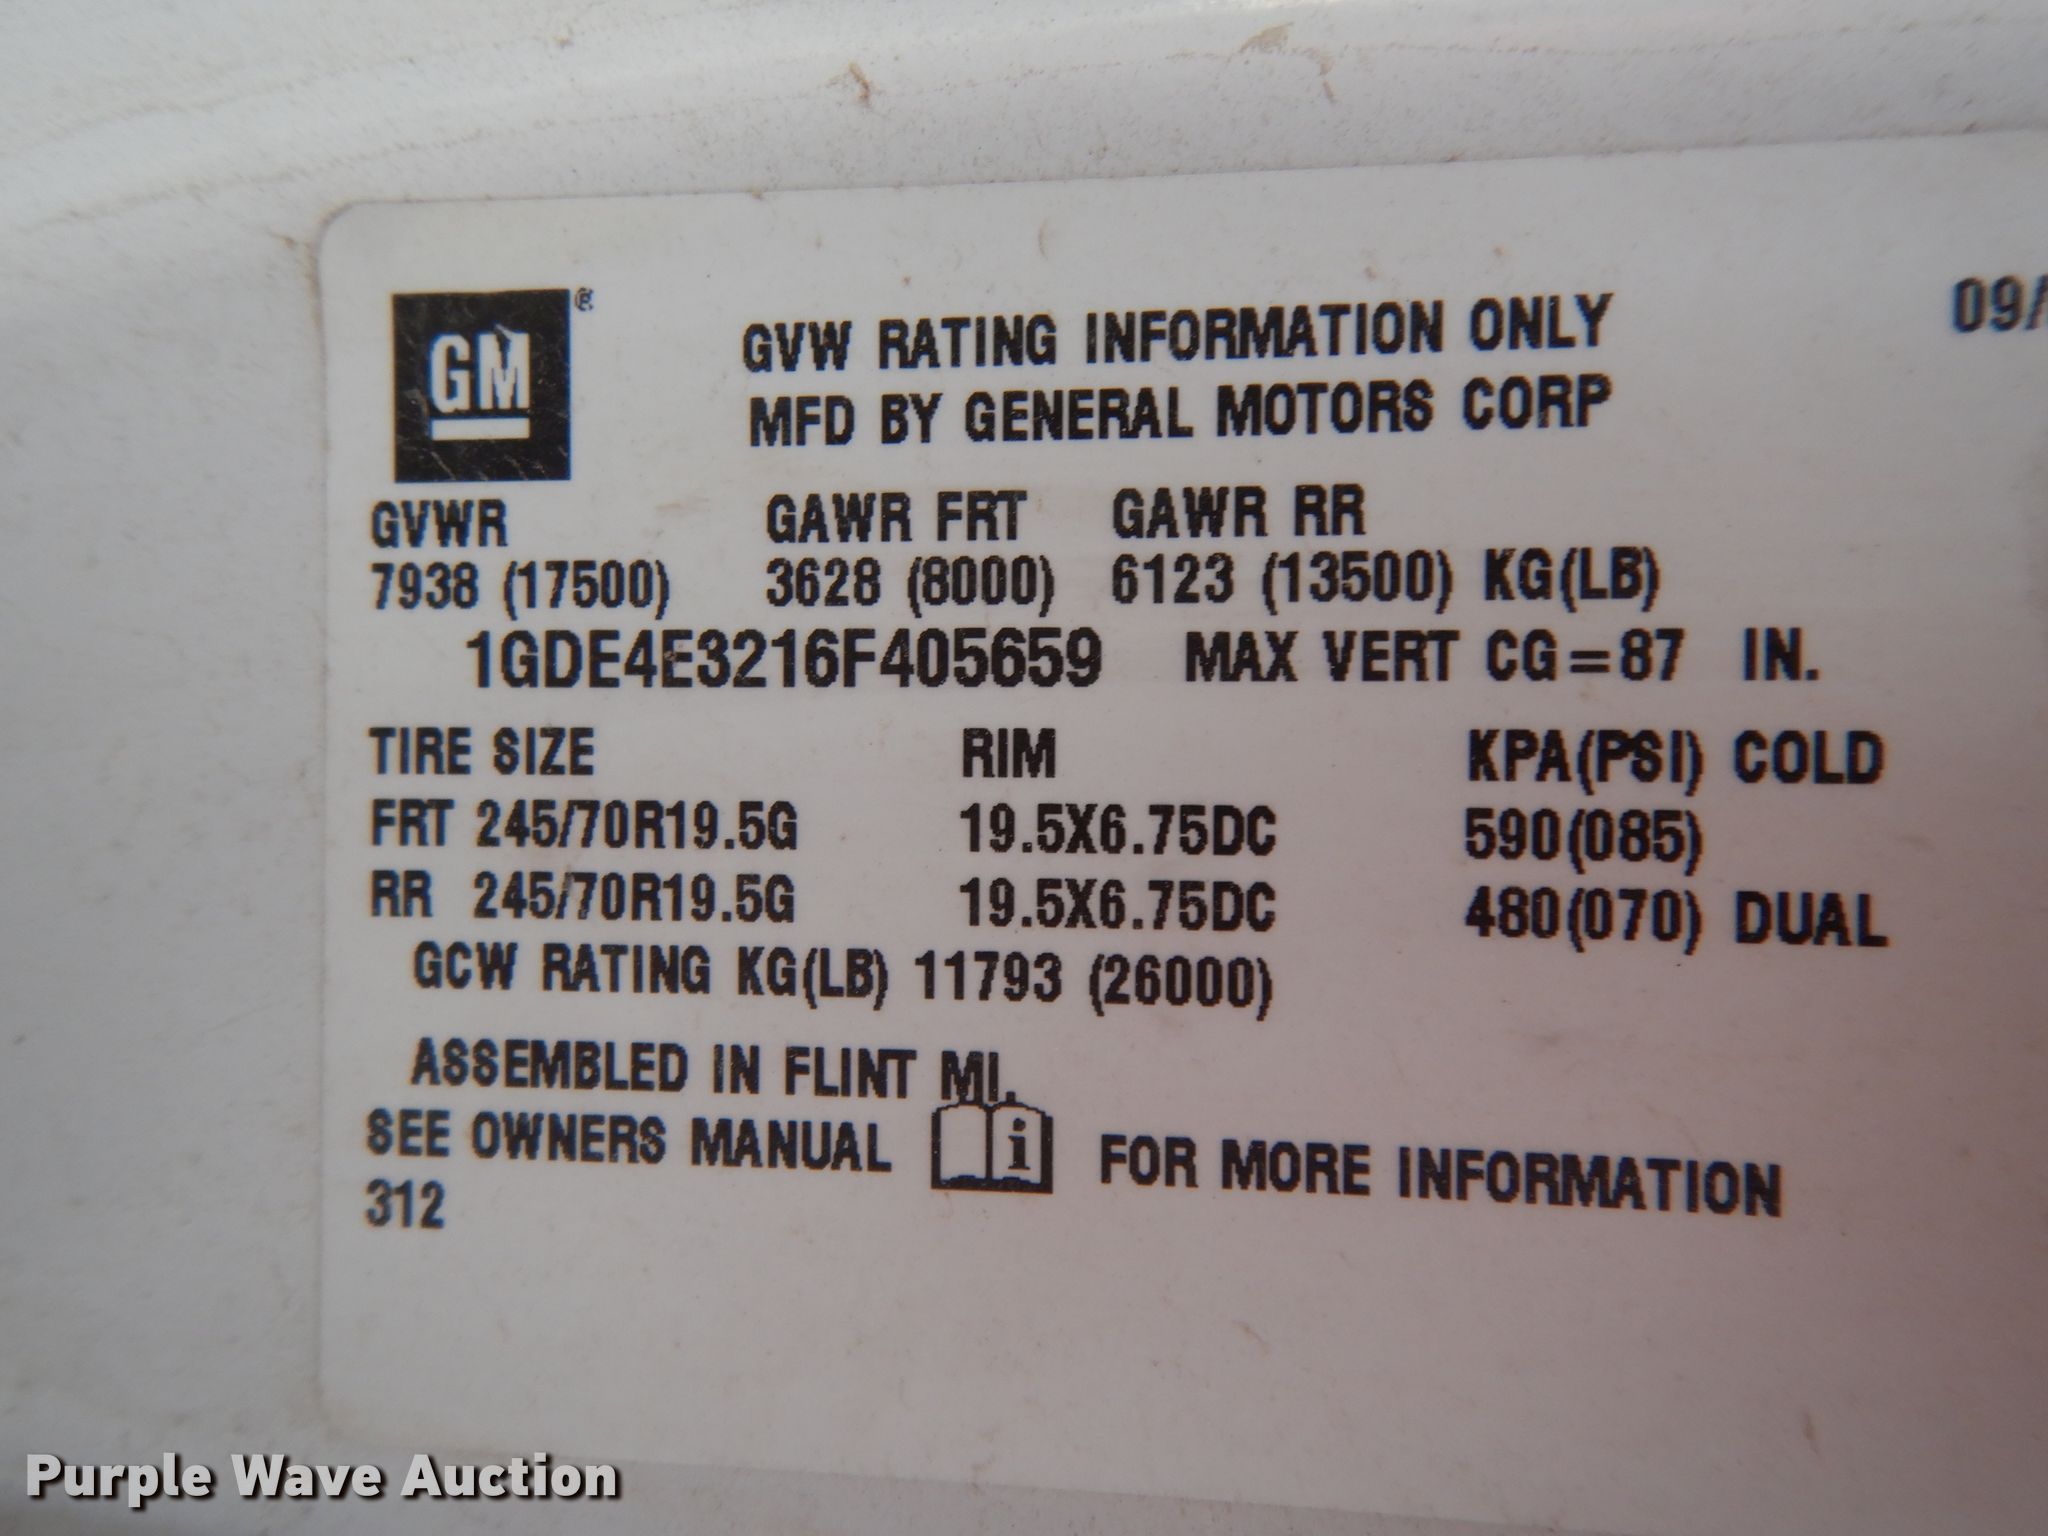 GM
GVW RATING INFORMATION ONLY
09/
MFD BY GENERAL MOTORS CORP
GVWR GAWR FRT GAWR RR
7938 (17500) 3628 (8000) 6123 (13500) KG(LB)
1GDE4E3216F405659 MAX VERT CG=87 IN.
TIRE SIZE RIM KPA(PSI) COLD
FRT 245/70R19.5G 19.5X6.75DC 590(085)
RR 245/70R19.5G 19.5X6.75DC 480(070) DUAL
GCW RATING KG(LB) 11793 (26000)
ASSEMBLED IN FLINT MI.
SEE OWNERS MANUAL i FOR MORE INFORMATION
312
Purple Wave Auction